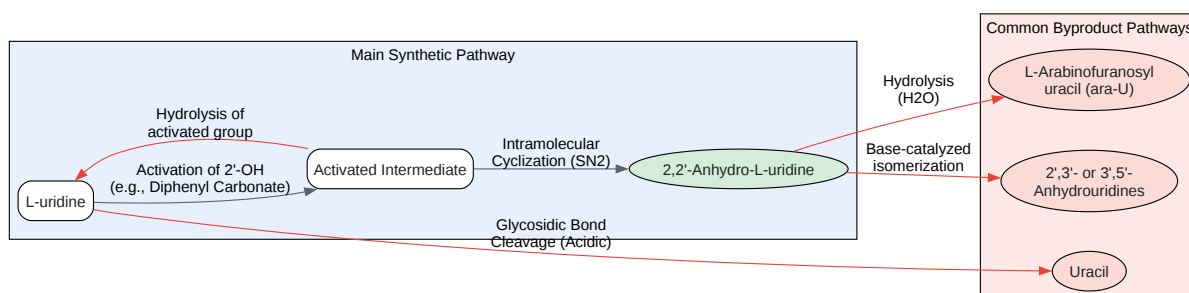 Main Synthetic Pathway
Common Byproduct Pathways
Hydrolysis of
activated group
Activation of 2'-OH
(e.g., Diphenyl Carbonate)
L-uridine
Activated Intermediate
Intramolecular
Cyclization (SN2)
2,2'-Anhydro-L-uridine
Hydrolysis
(H2O)
L-Arabinofuranosyl
uracil (ara-U)
Base-catalyzed
isomerization
2',3'- or 3',5'-
Anhydrouridines
Glycosidic Bond
Cleavage (Acidic)
Uracil